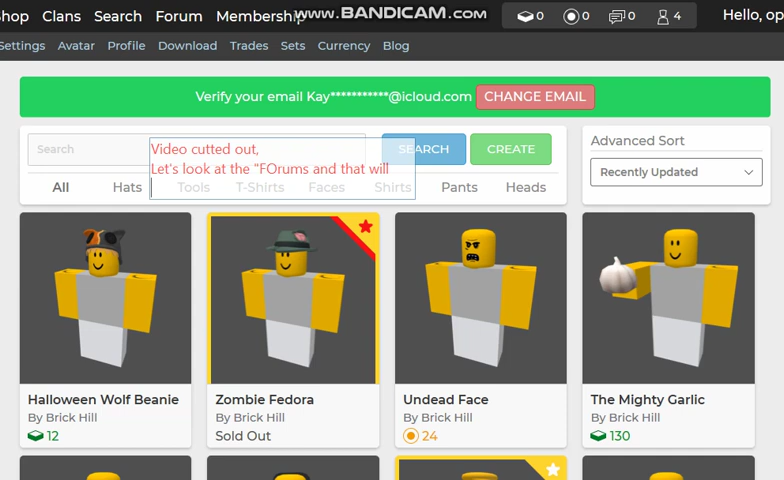 hop Clans Search Forum Membership www.BANDICAM.com 0 0 0 4 Hello, op
Settings Avatar Profile Download Trades Sets Currency Blog
Verify your email Kay***********@icloud.com CHANGE EMAIL
Search SEARCH CREATE
Video cutted out,
Let's look at the "FOrums and that will
Advanced Sort
Recently Updated
All Hats Tools T-Shirts Faces Shirts Pants Heads
Halloween Wolf Beanie
By Brick Hill
12
Zombie Fedora
By Brick Hill
Sold Out
Undead Face
By Brick Hill
24
The Mighty Garlic
By Brick Hill
130